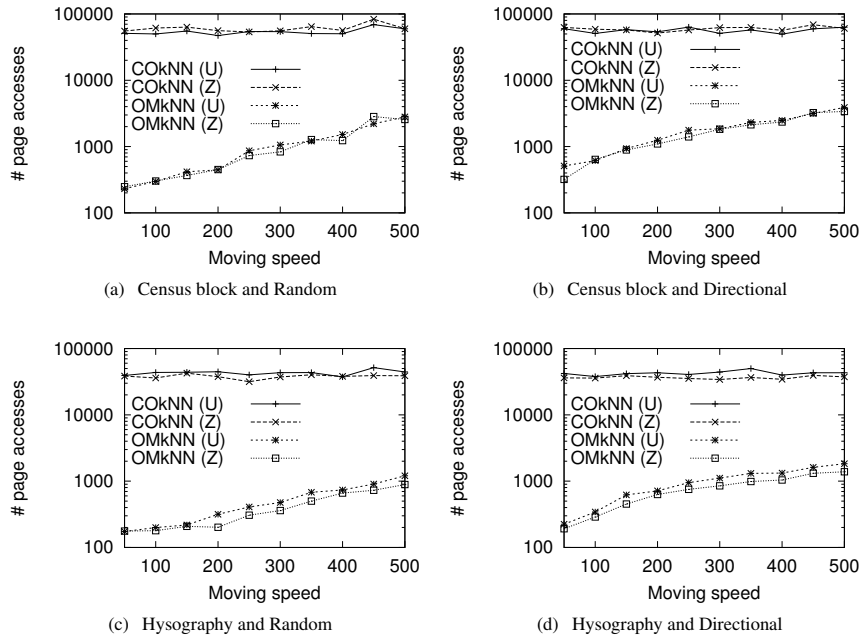 100000
10000
1000
100
# page accesses
COkNN (U)
COkNN (Z)
OMkNN (U)
OMkNN (Z)
100 200 300 400 500
Moving speed
(a) Census block and Random
100000
10000
1000
100
# page accesses
COkNN (U)
COkNN (Z)
OMkNN (U)
OMkNN (Z)
100 200 300 400 500
Moving speed
(b) Census block and Directional
100000
10000
1000
100
# page accesses
COkNN (U)
COkNN (Z)
OMkNN (U)
OMkNN (Z)
100 200 300 400 500
Moving speed
(c) Hysography and Random
100000
10000
1000
100
# page accesses
COkNN (U)
COkNN (Z)
OMkNN (U)
OMkNN (Z)
100 200 300 400 500
Moving speed
(d) Hysography and Directional